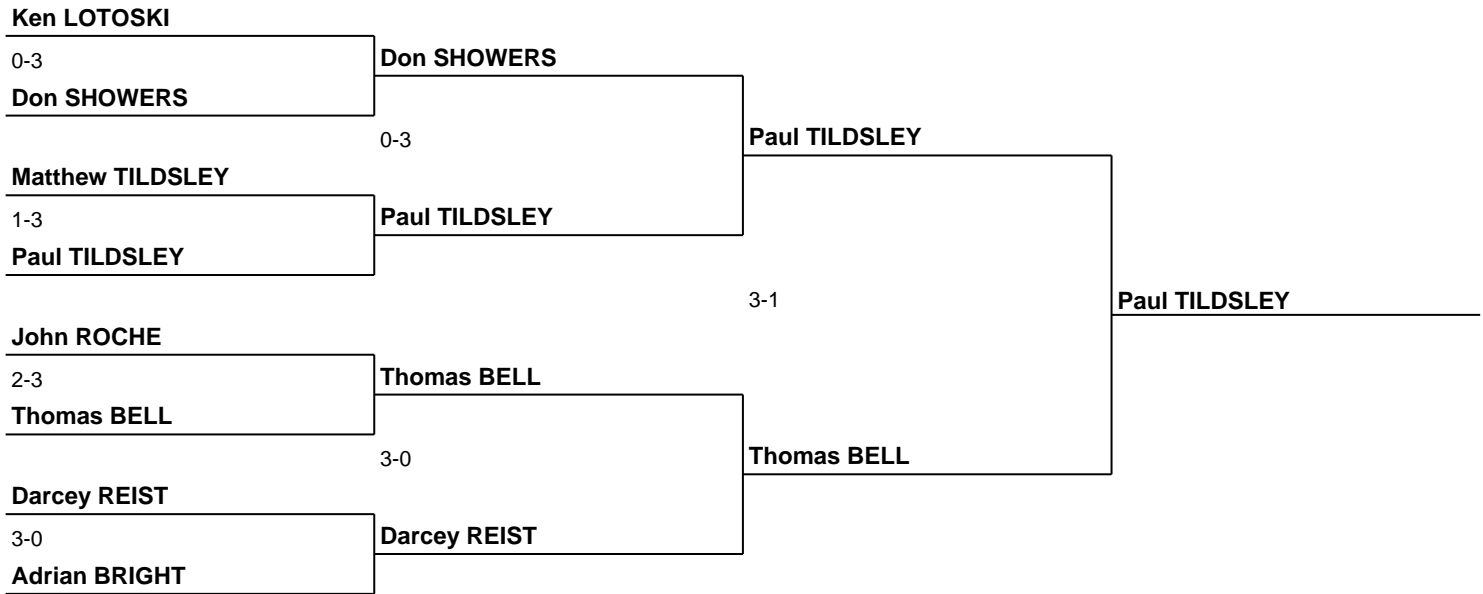 Ken LOTOSKI
0-3
Don SHOWERS
Don SHOWERS
0-3
Paul TILDSLEY
Matthew TILDSLEY
1-3
Paul TILDSLEY
Paul TILDSLEY
3-1
Paul TILDSLEY
John ROCHE
2-3
Thomas BELL
Thomas BELL
3-0
Thomas BELL
Darcey REIST
3-0
Darcey REIST
Adrian BRIGHT